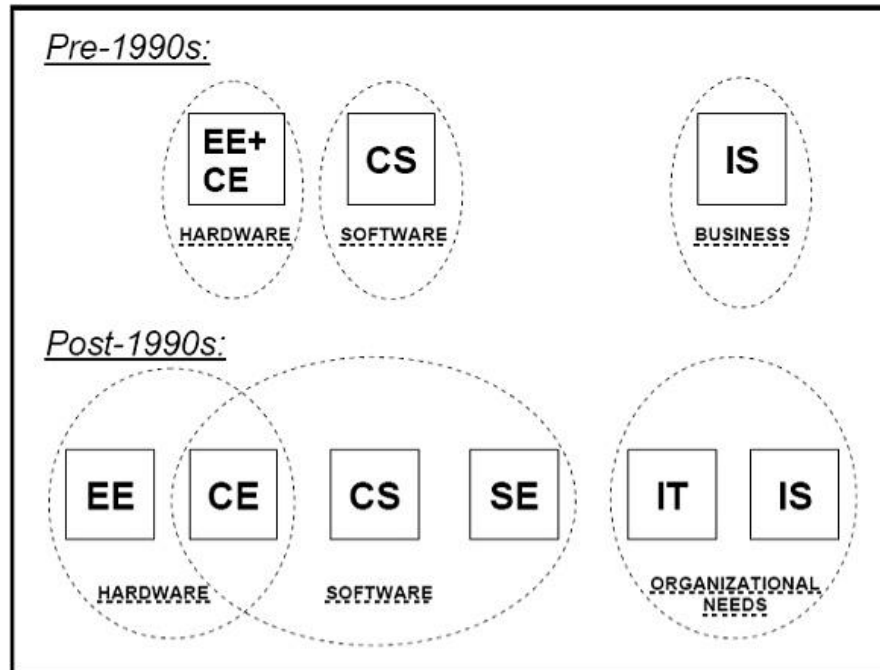 Pre-1990s:
EE+
CE
CS
IS
HARDWARE
SOFTWARE
BUSINESS
Post-1990s:
EE
CE
CS
SE
IT
IS
HARDWARE
SOFTWARE
ORGANIZATIONAL
NEEDS